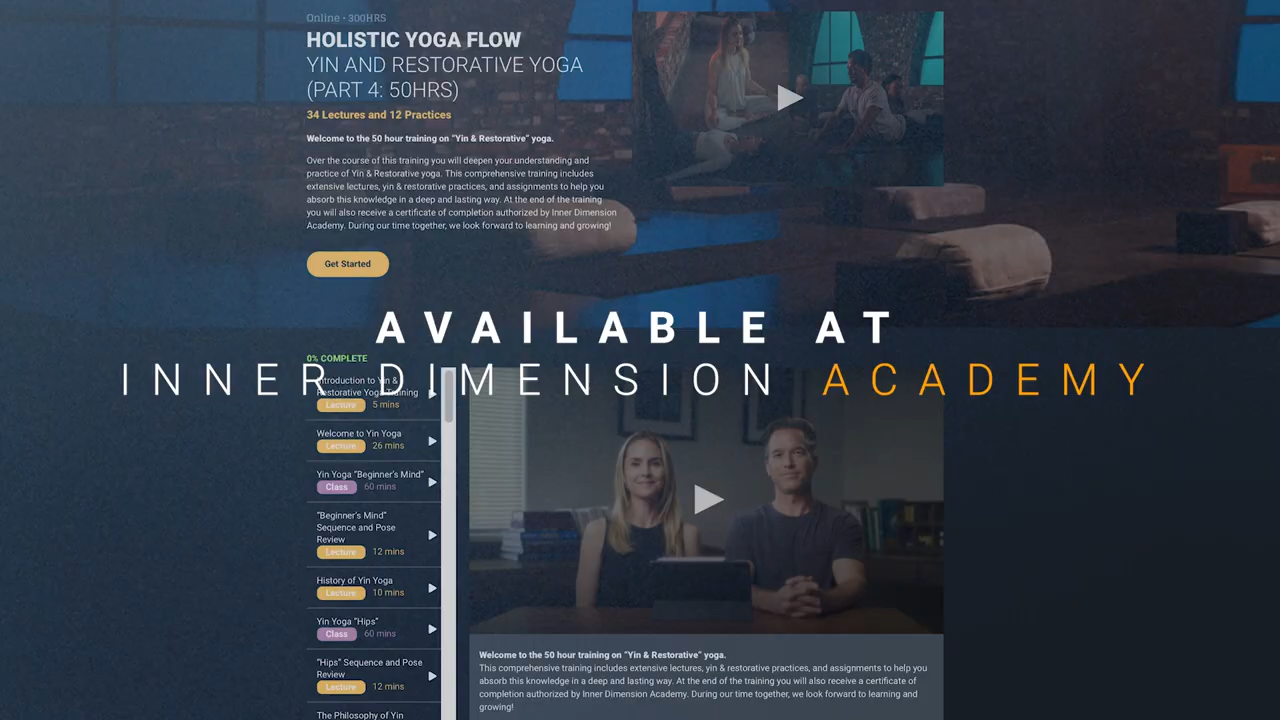 Online • 300HRS
HOLISTIC YOGA FLOW
YIN AND RESTORATIVE YOGA
(PART 4: 50HRS)
34 Lectures and 12 Practices
Welcome to the 50 hour training on “Yin & Restorative” yoga.
Over the course of this training you will deepen your understanding and
practice of Yin & Restorative yoga. This comprehensive training includes
extensive lectures, yin & restorative practices, and assignments to help you
absorb this knowledge in a deep and lasting way. At the end of the training
you will also receive a certificate of completion authorized by Inner Dimension
Academy. During our time together, we look forward to learning and growing!
Get Started
AVAILABLE AT
INNER DIMENSION ACADEMY
0% COMPLETE
Introduction to Yin &
Restorative Yoga Training
Lecture 5 mins
Welcome to Yin Yoga
Lecture 26 mins
Yin Yoga “Beginner’s Mind”
Class 60 mins
“Beginner’s Mind”
Sequence and Pose
Review
Lecture 12 mins
History of Yin Yoga
Lecture 10 mins
Yin Yoga “Hips”
Class 60 mins
“Hips” Sequence and Pose
Review
Lecture 12 mins
The Philosophy of Yin
Welcome to the 50 hour training on “Yin & Restorative” yoga.
This comprehensive training includes extensive lectures, yin & restorative practices, and assignments to help you
absorb this knowledge in a deep and lasting way. At the end of the training you will also receive a certificate of
completion authorized by Inner Dimension Academy. During our time together, we look forward to learning and
growing!